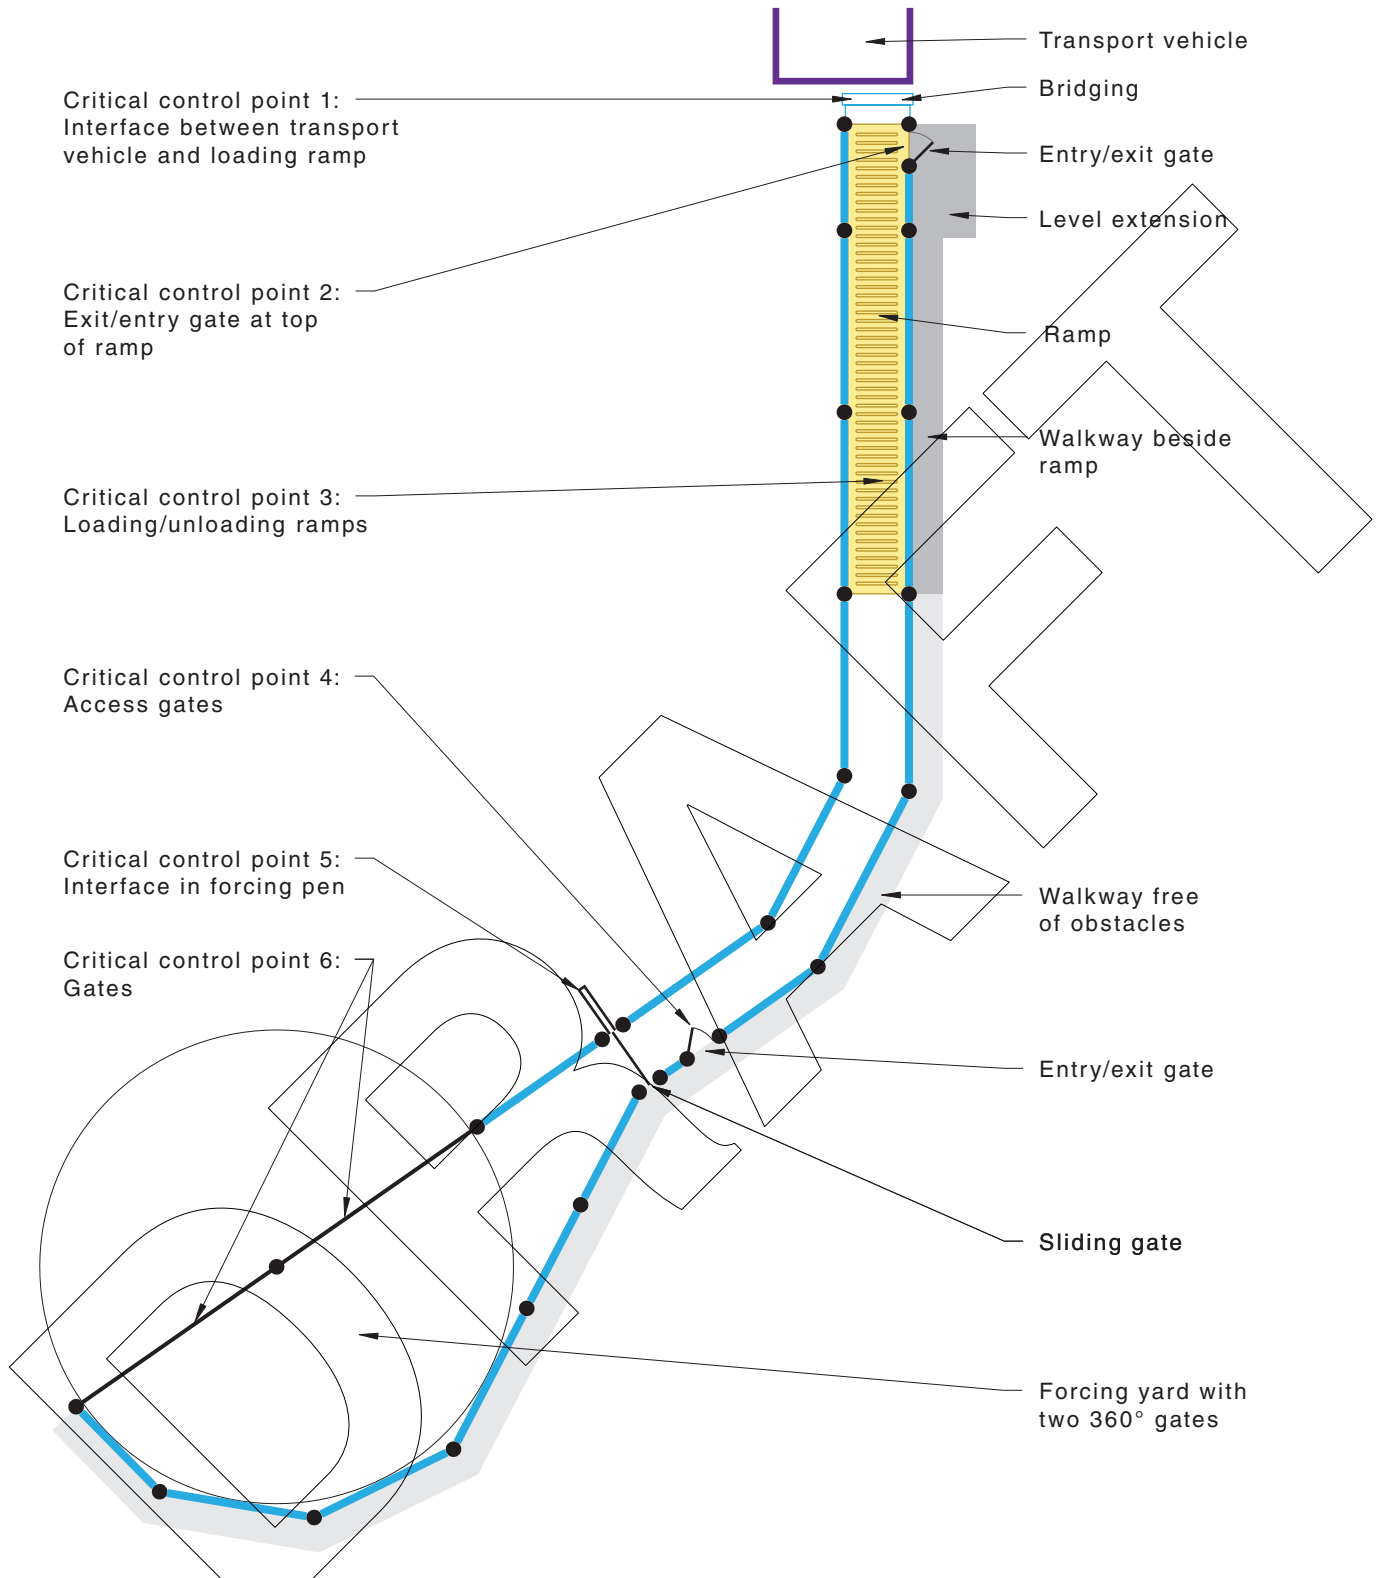 Transport vehicle
Bridging
Critical control point 1:
Interface between transport
vehicle and loading ramp
Entry/exit gate
Level extension
Critical control point 2:
Exit/entry gate at top
of ramp
Ramp
Walkway beside
ramp
Critical control point 3:
Loading/unloading ramps
Critical control point 4:
Access gates
Critical control point 5:
Interface in forcing pen
Walkway free
of obstacles
Critical control point 6:
Gates
Entry/exit gate
Sliding gate
Forcing yard with
two 360° gates
DRAFT